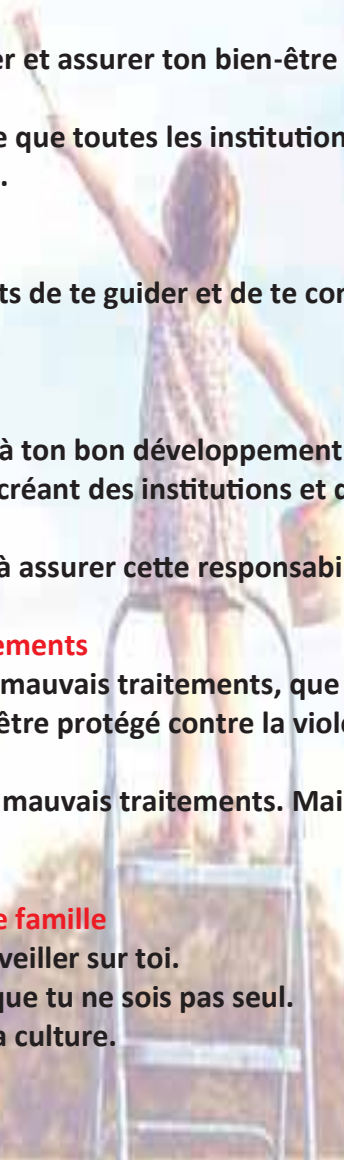 er et assurer ton bien-être
e que toutes les institution
.
ts de te guider et de te cor
à ton bon développement
créant des institutions et d
à assurer cette responsabi
ements
mauvais traitements, que
être protégé contre la viole
mauvais traitements. Mai
e famille
veiller sur toi.
que tu ne sois pas seul.
a culture.